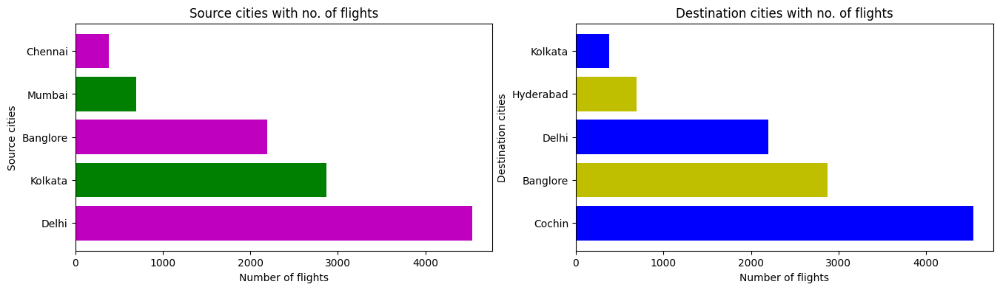 Source cities with no. of flights
Source cities
Chennai
Mumbai
Banglore
Kolkata
Delhi
0 1000 2000 3000 4000
Number of flights
Destination cities with no. of flights
Destination cities
Kolkata
Hyderabad
Delhi
Banglore
Cochin
0 1000 2000 3000 4000
Number of flights